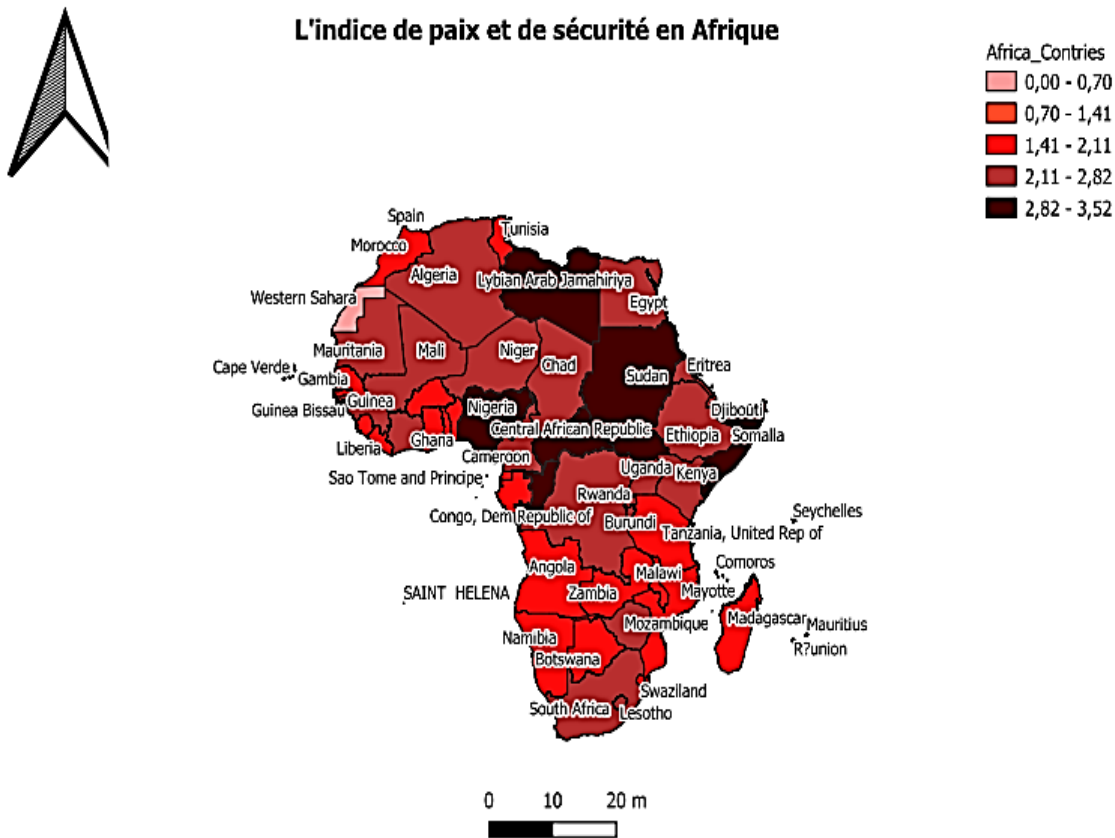 L'indice de paix et de sécurité en Afrique
Africa_Contries
0,00 - 0,70
0,70 - 1,41
1,41 - 2,11
2,11 - 2,82
2,82 - 3,52
Spain
Tunisia
Morocco
Algeria
Lybian Arab Jamahiriya
Western Sahara
Egypt
Mauritania
Mali
Niger
Chad
Cape Verde
Gambia
Sudan
Eritrea
Guinea Bissau
Guinea
Nigeria
Djibouti
Central African Republic
Ethiopia
Somalia
Liberia
Ghana
Cameroon
Uganda
Kenya
Sao Tome and Principe
Rwanda
Congo, Dem Republic of
Burundi
Seychelles
Tanzania, United Rep of
Angola
Malawi
Comoros
SAINT HELENA
Zambia
Mayotte
Mozambique
Madagascar
Mauritius
Namibia
R?union
Botswana
Swaziland
South Africa
Lesotho
0 10 20 m